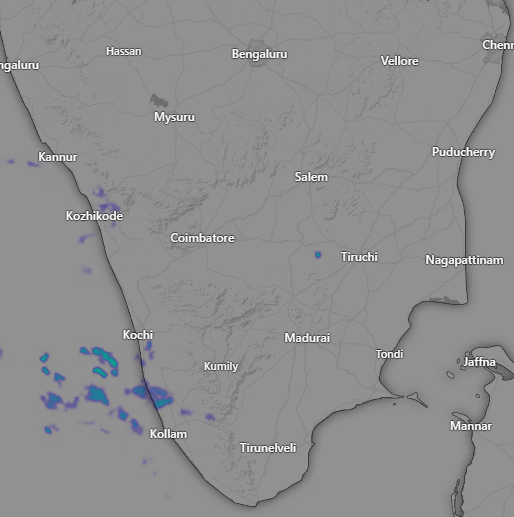 Hassan
Bengaluru
Chenn
ngaluru
Vellore
Mysuru
Kannur
Puducherry
Salem
Kozhikode
Coimbatore
Tiruchi
Nagapattinam
Kochi
Madurai
Tondi
Kumily
Jaffna
Mannar
Kollam
Tirunelveli